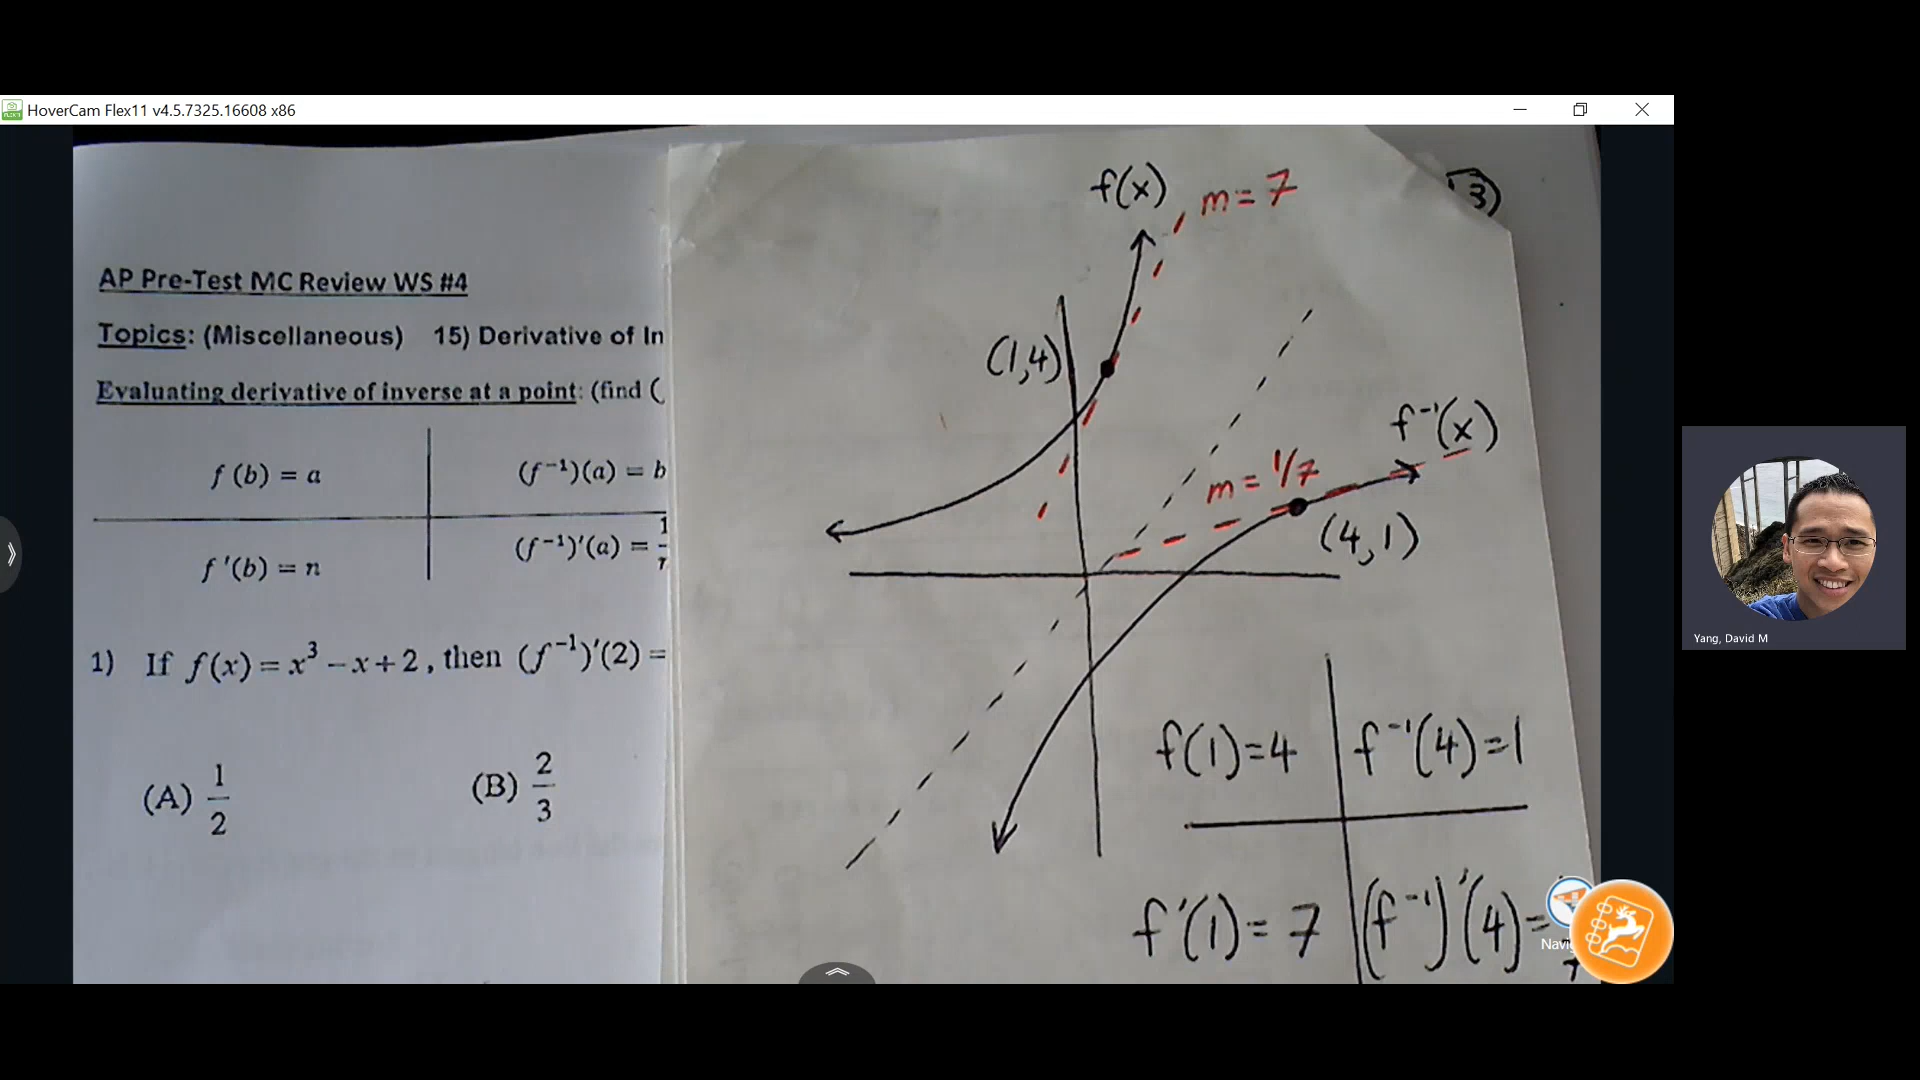 HoverCam Flex11 v4.5.7325.16608 x86
AP Pre-Test MC Review WS #4
Topics: (Miscellaneous) 15) Derivative of In
Evaluating derivative of inverse at a point: (find (
f (b) = a
(f⁻¹)(a) = b
f '(b) = n
(f⁻¹)'(a) = 1
1) If f(x) = x³ − x + 2, then (f⁻¹)'(2) =
(A) 1/2
(B) 2/3
f(x)
m = 7
3)
(1,4)
f⁻¹(x)
m = 1/7
(4,1)
f(1)=4
f⁻¹(4)=1
f'(1) = 7
(f⁻¹)'(4) =
Yang, David M